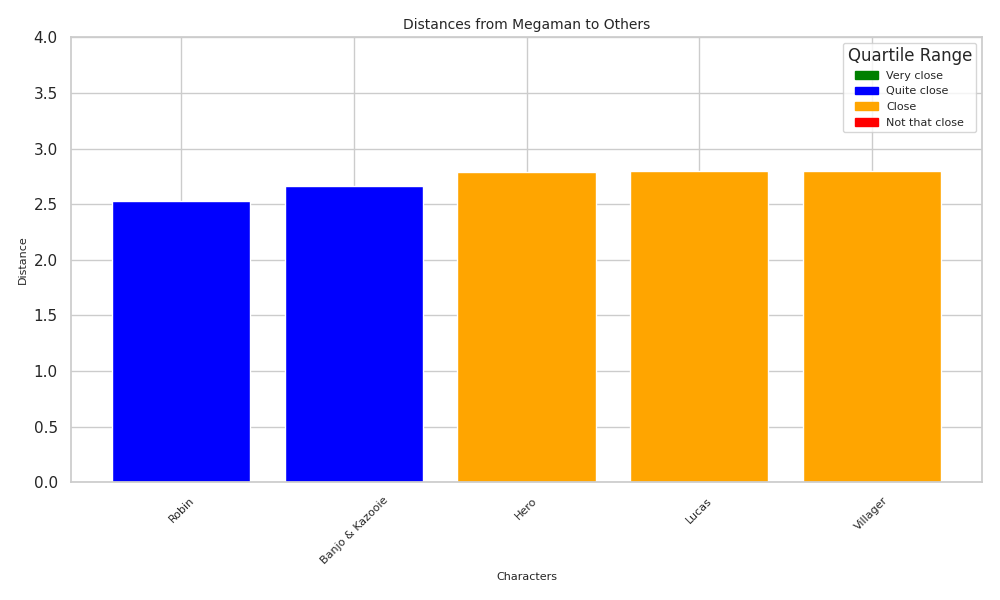 Distances from Megaman to Others
4.0
3.5
3.0
2.5
2.0
1.5
1.0
0.5
0.0
Distance
Quartile Range
Very close
Quite close
Close
Not that close
Robin
Banjo & Kazooie
Hero
Lucas
Villager
Characters